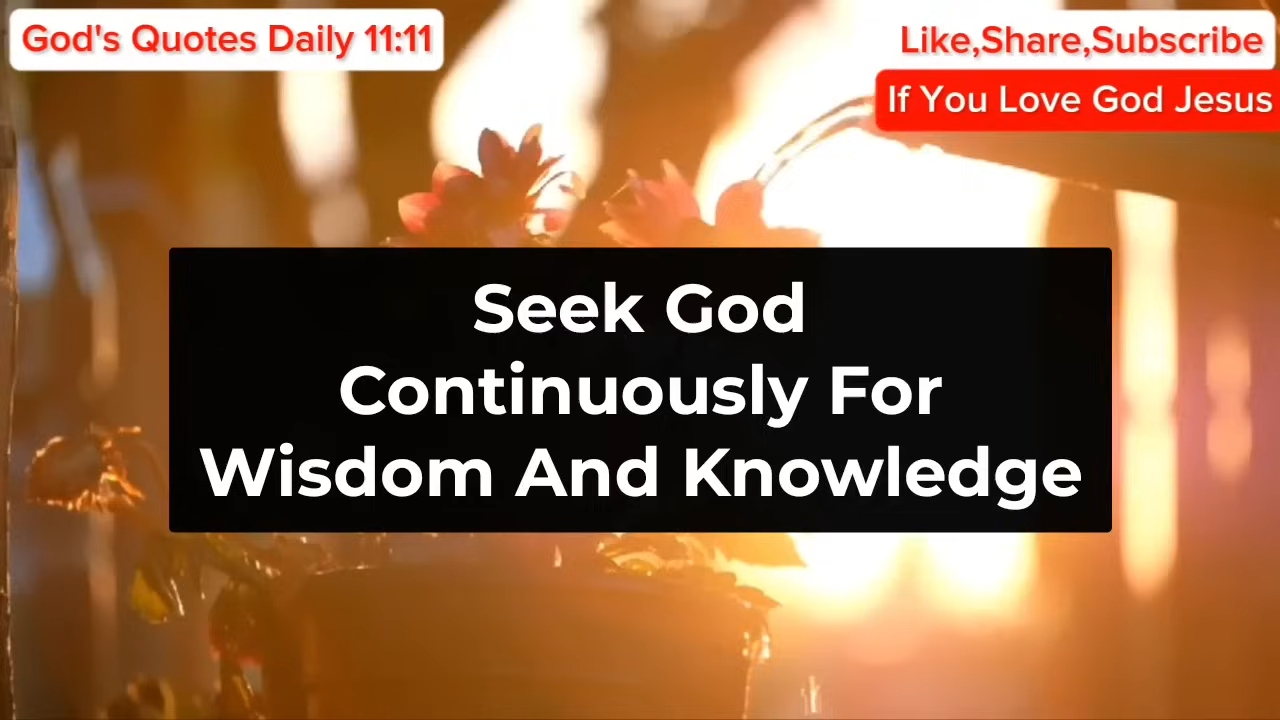 God's Quotes Daily 11:11
Like,Share,Subscribe
If You Love God Jesus
Seek God
Continuously For
Wisdom And Knowledge